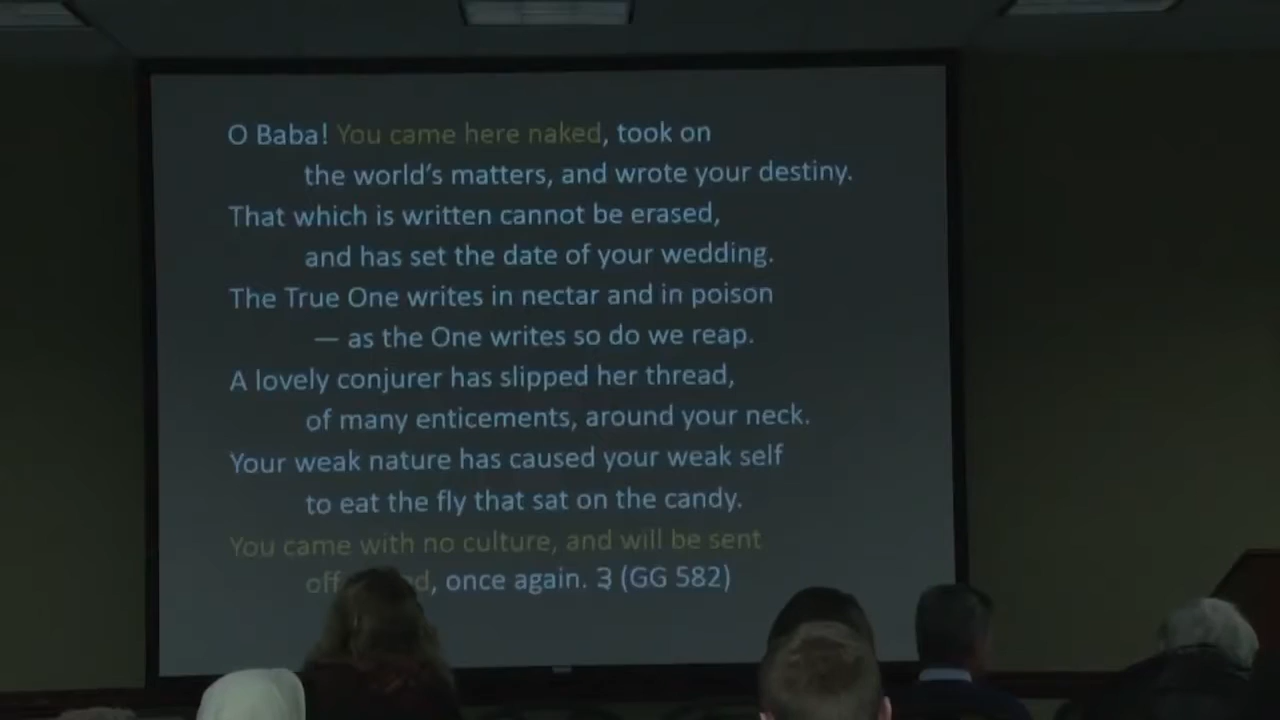 O Baba! You came here naked, took on
the world's matters, and wrote your destiny.
That which is written cannot be erased,
and has set the date of your wedding.
The True One writes in nectar and in poison
— as the One writes so do we reap.
A lovely conjurer has slipped her thread,
of many enticements, around your neck.
Your weak nature has caused your weak self
to eat the fly that sat on the candy.
You came with no culture, and will be sent
off , once again. 3 (GG 582)